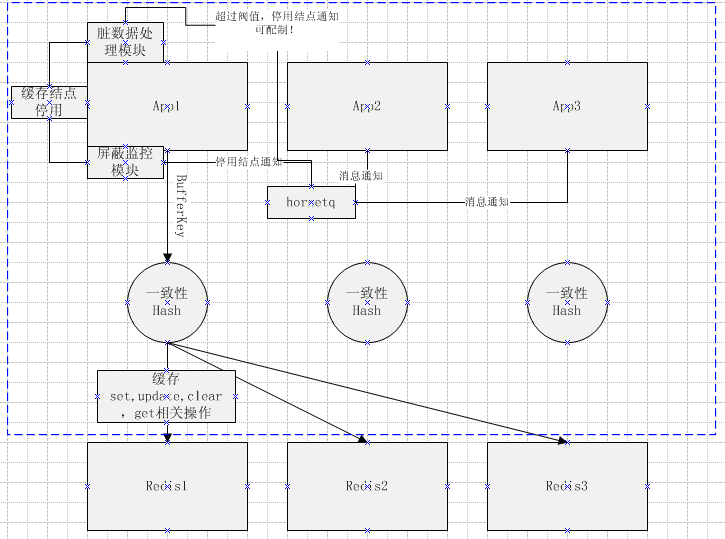 超过阀值，停用结点通知
可配制！
脏数据处
理模块
缓存结点
停用
App1
App2
App3
屏蔽监控
模块
停用结点通知
消息通知
BufferKey
hornetq
消息通知
一致性
Hash
一致性
Hash
一致性
Hash
缓存
set,update,clear
，get相关操作
Redis1
Redis2
Redis3